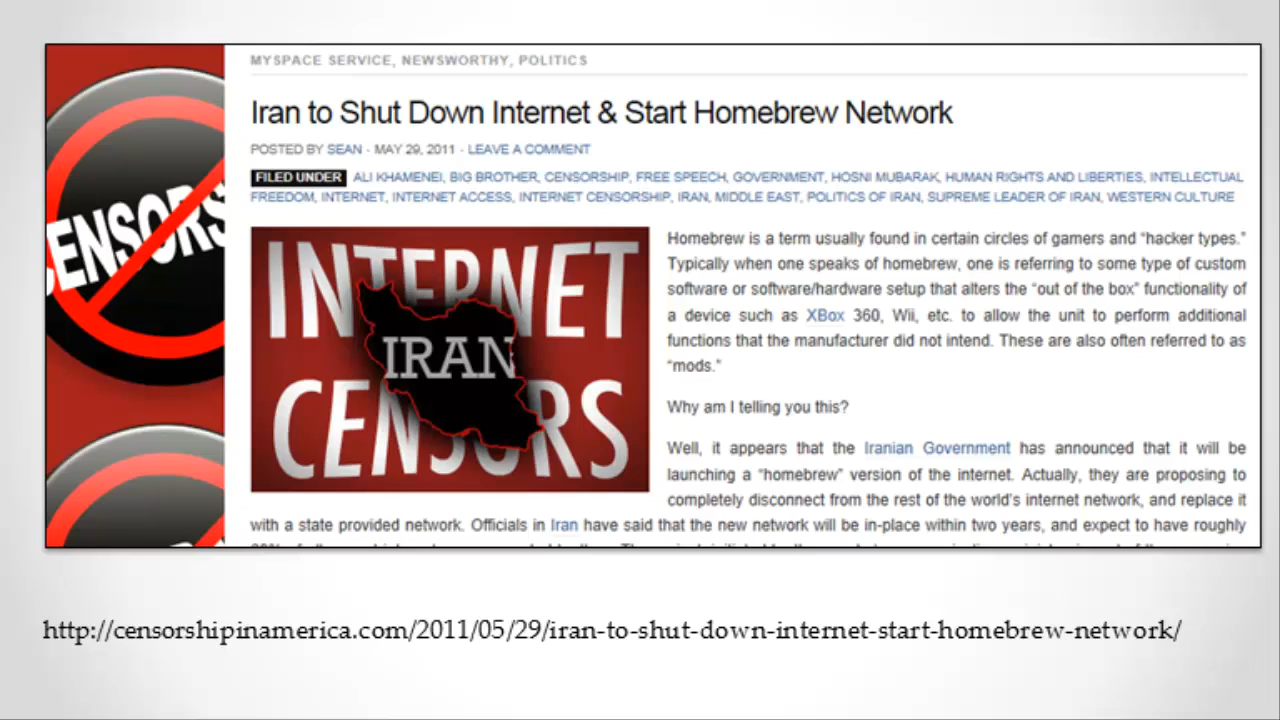 MYSPACE SERVICE, NEWSWORTHY, POLITICS
Iran to Shut Down Internet & Start Homebrew Network
POSTED BY SEAN - MAY 29, 2011 - LEAVE A COMMENT
FILED UNDER ALI KHAMENEI, BIG BROTHER, CENSORSHIP, FREE SPEECH, GOVERNMENT, HOSNI MUBARAK, HUMAN RIGHTS AND LIBERTIES, INTELLECTUAL
FREEDOM, INTERNET, INTERNET ACCESS, INTERNET CENSORSHIP, IRAN, MIDDLE EAST, POLITICS OF IRAN, SUPREME LEADER OF IRAN, WESTERN CULTURE
CENSORS
INTERNET
IRAN
CENSORS
Homebrew is a term usually found in certain circles of gamers and “hacker types.”
Typically when one speaks of homebrew, one is referring to some type of custom
software or software/hardware setup that alters the “out of the box” functionality of
a device such as XBox 360, Wii, etc. to allow the unit to perform additional
functions that the manufacturer did not intend. These are also often referred to as
“mods.”
Why am I telling you this?
Well, it appears that the Iranian Government has announced that it will be
launching a “homebrew” version of the internet. Actually, they are proposing to
completely disconnect from the rest of the world's internet network, and replace it
with a state provided network. Officials in Iran have said that the new network will be in-place within two years, and expect to have roughly
http://censorshipinamerica.com/2011/05/29/iran-to-shut-down-internet-start-homebrew-network/